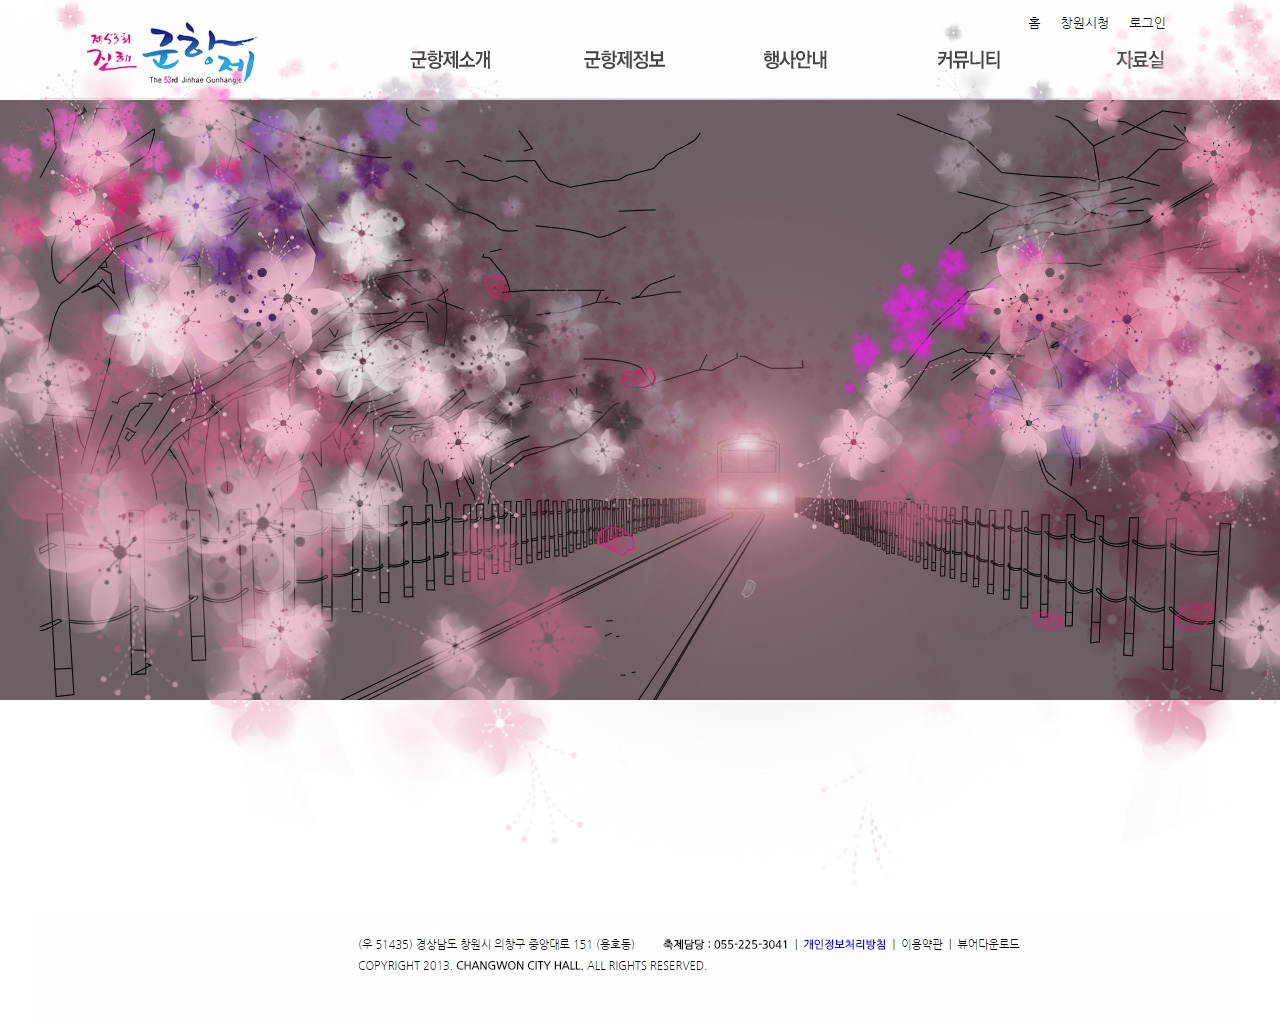 홈 창원시청 로그인
제53회 진해 군항제
The 53rd Jinhae Gunhangje
군항제소개 군항제정보 행사안내 커뮤니티 자료실
(우 51435) 경상남도 창원시 의창구 중앙대로 151 (용호동) 축제담당 : 055-225-3041 | 개인정보처리방침 | 이용약관 | 뷰어다운로드
COPYRIGHT 2013. CHANGWON CITY HALL. ALL RIGHTS RESERVED.